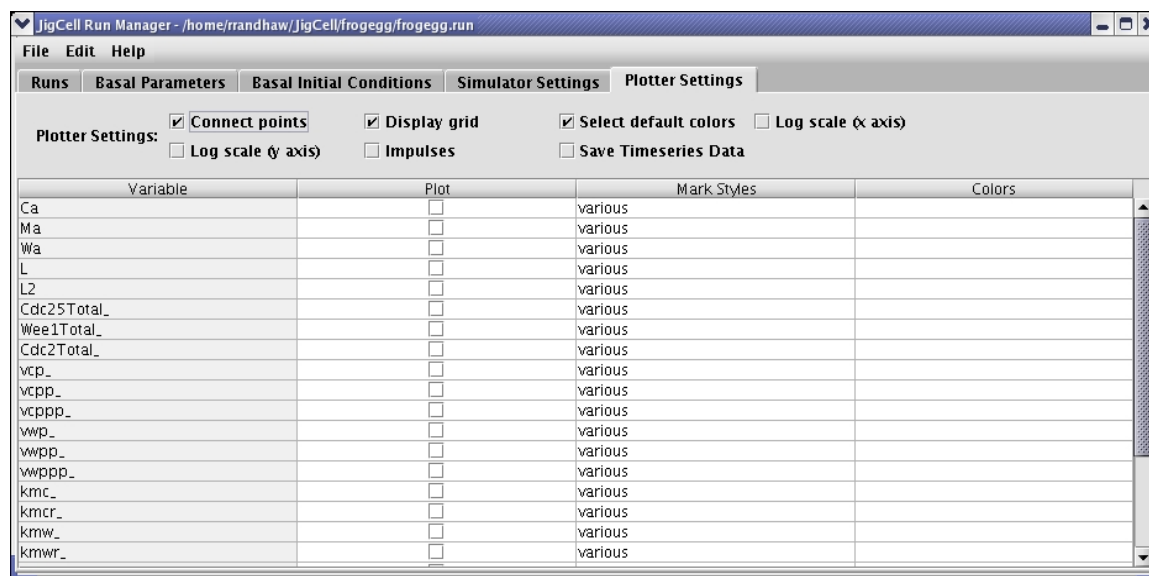 JigCell Run Manager - /home/rrandhaw/JigCell/frogegg/frogegg.run
File Edit Help
Runs Basal Parameters Basal Initial Conditions Simulator Settings Plotter Settings
Plotter Settings: Connect points Display grid Select default colors Log scale (x axis)
Log scale (y axis) Impulses Save Timeseries Data
Variable Plot Mark Styles Colors
Ca various
Ma various
Wa various
L various
L2 various
Cdc25Total_ various
Wee1Total_ various
Cdc2Total_ various
vcp_ various
vcpp_ various
vcppp_ various
vwp_ various
vwpp_ various
vwppp_ various
kmc_ various
kmcr_ various
kmw_ various
kmwr_ various